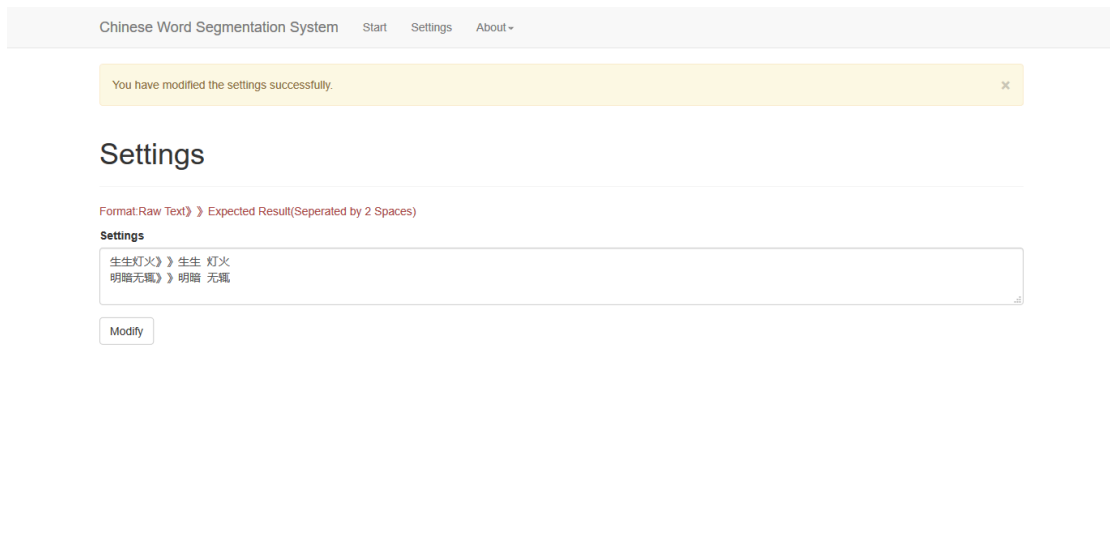 Chinese Word Segmentation System Start Settings About
You have modified the settings successfully. ×
Settings
Format:Raw Text》》Expected Result(Seperated by 2 Spaces)
Settings
生生灯火》》生生  灯火
明暗无辄》》明暗  无辄
Modify